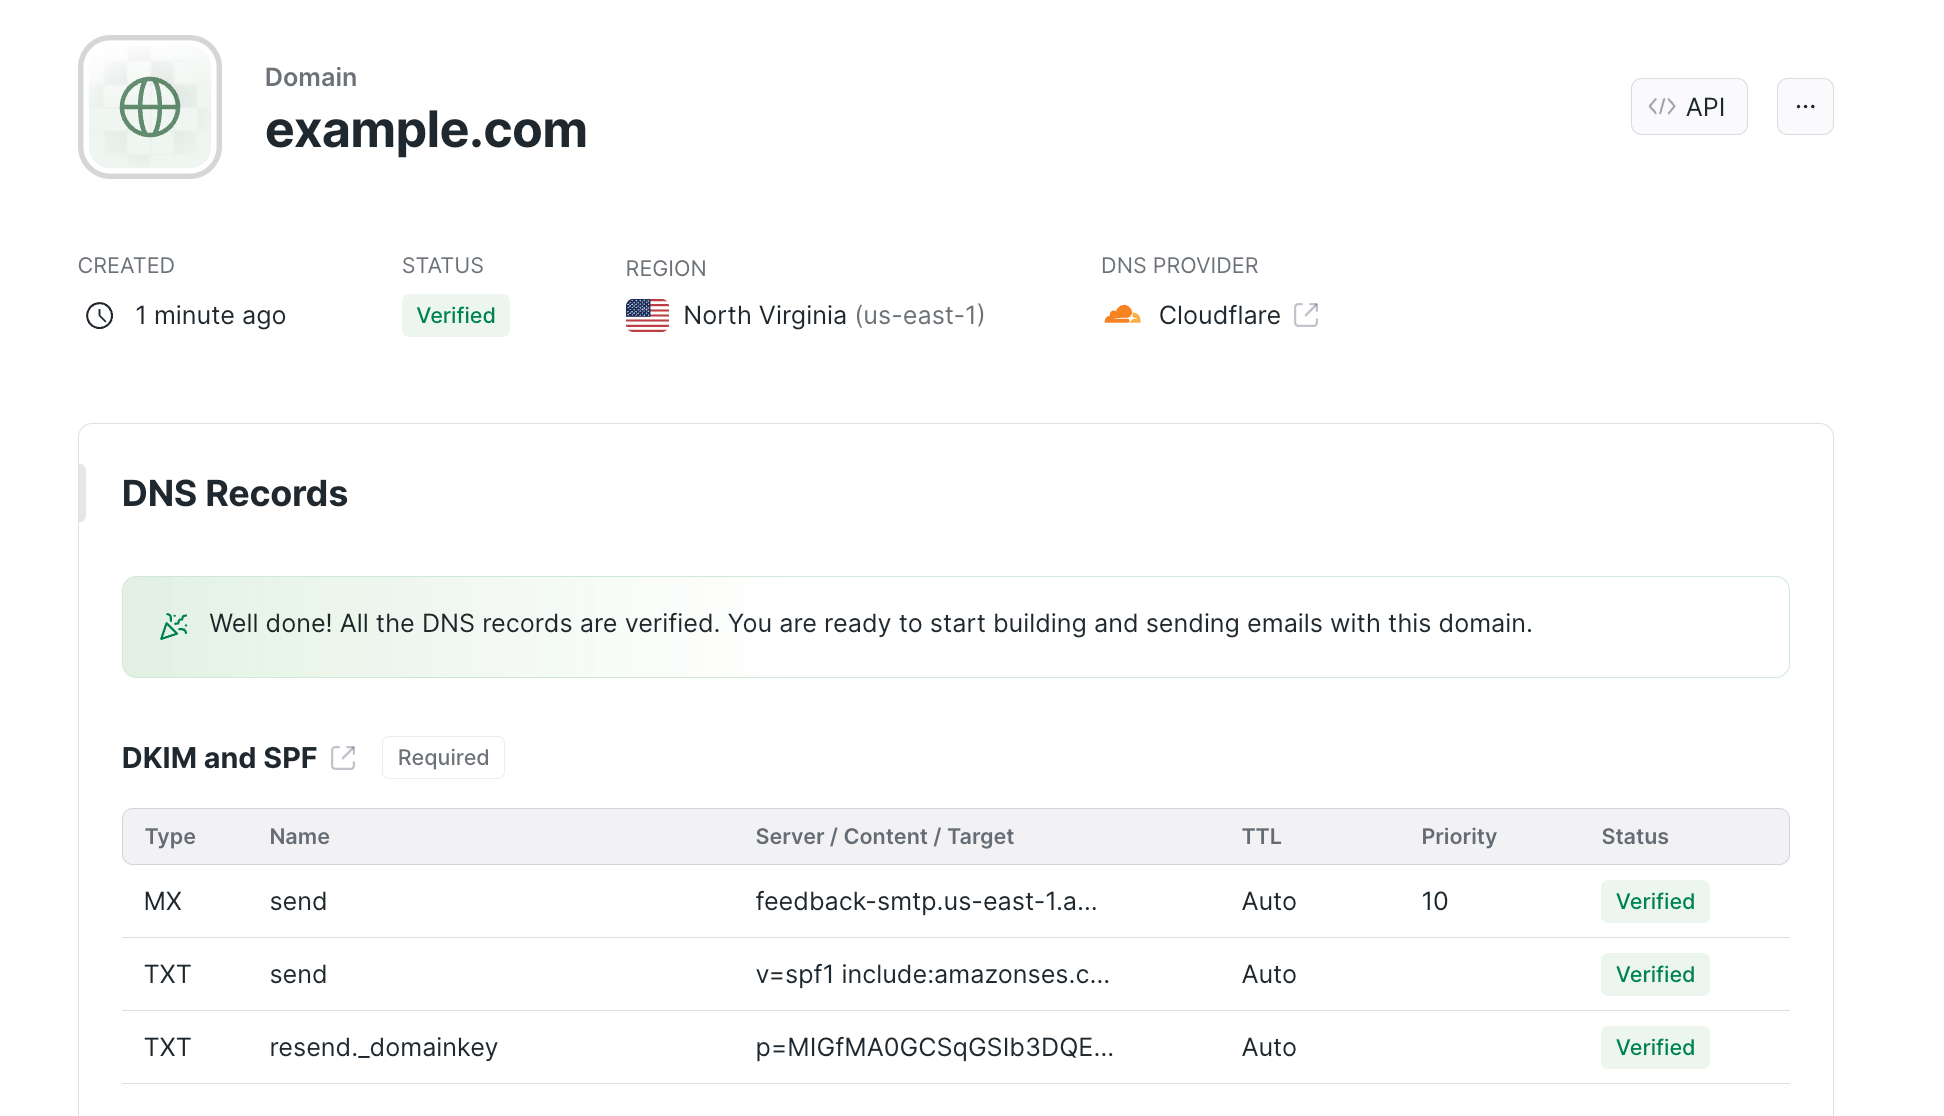 Domain
example.com
</> API
...
CREATED
1 minute ago
STATUS
Verified
REGION
North Virginia (us-east-1)
DNS PROVIDER
Cloudflare
DNS Records
Well done! All the DNS records are verified. You are ready to start building and sending emails with this domain.
DKIM and SPF Required
Type Name Server / Content / Target TTL Priority Status
MX send feedback-smtp.us-east-1.a... Auto 10 Verified
TXT send v=spf1 include:amazonses.c... Auto Verified
TXT resend._domainkey p=MIGfMA0GCSqGSIb3DQE... Auto Verified